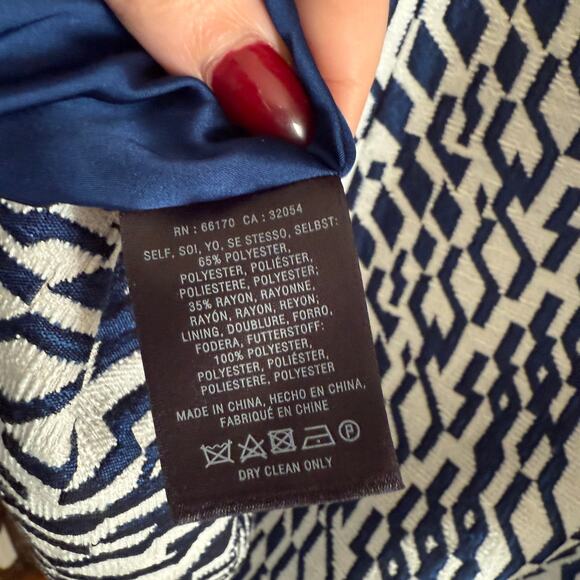 RN : 66170 CA : 32054
SELF, SOI, YO, SE STESSO, SELBST:
65% POLYESTER,
POLYESTER, POLIÉSTER,
POLIESTERE, POLYESTER;
35% RAYON, RAYONNE,
RAYÓN, RAYON, REYON;
LINING, DOUBLURE, FORRO,
FODERA, FUTTERSTOFF:
100% POLYESTER,
POLYESTER, POLIÉSTER,
POLIESTERE, POLYESTER
MADE IN CHINA, HECHO EN CHINA,
FABRIQUÉ EN CHINE
P
DRY CLEAN ONLY